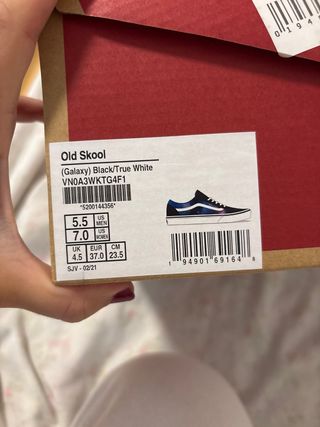 0194
Old Skool
(Galaxy) Black/True White
VN0A3WKTG4F1
*5200144356*
5.5 US MEN
7.0 US WOMEN
UK 4.5 EUR 37.0 CM 23.5
SJV - 02/21
1 94901 69164 8